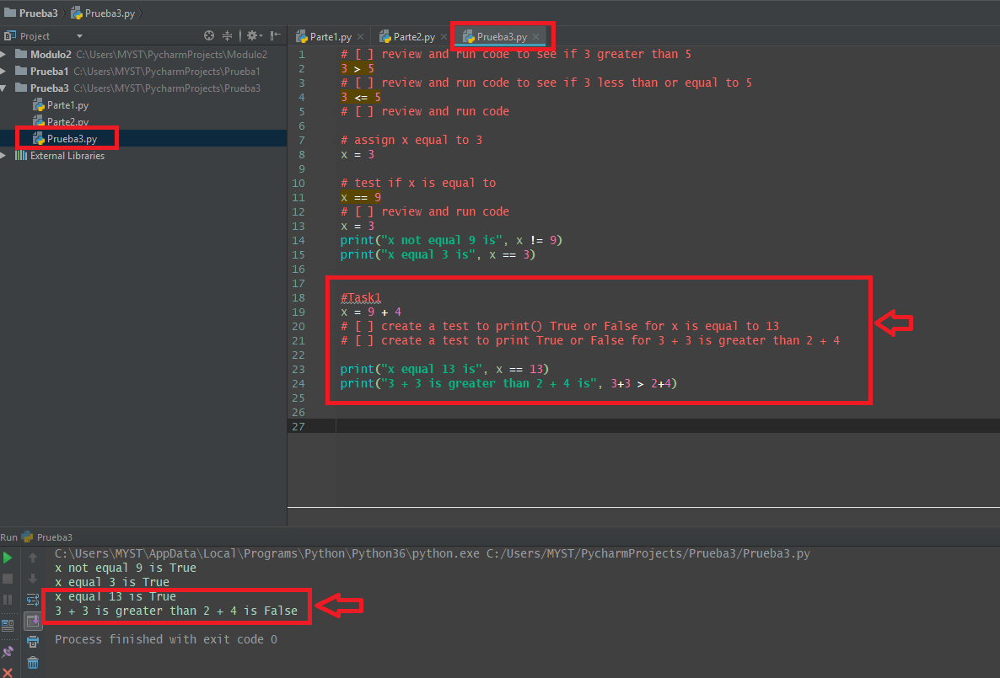 Prueba3 Prueba3.py
Project
Parte1.py Parte2.py Prueba3.py
Modulo2 C:\Users\MYST\PycharmProjects\Modulo2
Prueba1 C:\Users\MYST\PycharmProjects\Prueba1
Prueba3 C:\Users\MYST\PycharmProjects\Prueba3
Parte1.py
Parte2.py
Prueba3.py
External Libraries
1 # [ ] review and run code to see if 3 greater than 5
2 3 > 5
3 # [ ] review and run code to see if 3 less than or equal to 5
4 3 <= 5
5 # [ ] review and run code
6
7 # assign x equal to 3
8 x = 3
9
10 # test if x is equal to
11 x == 9
12 # [ ] review and run code
13 x = 3
14 print("x not equal 9 is", x != 9)
15 print("x equal 3 is", x == 3)
16
17
18 #Task1
19 x = 9 + 4
20 # [ ] create a test to print() True or False for x is equal to 13
21 # [ ] create a test to print True or False for 3 + 3 is greater than 2 + 4
22
23 print("x equal 13 is", x == 13)
24 print("3 + 3 is greater than 2 + 4 is", 3+3 > 2+4)
25
26
27
Run Prueba3
C:\Users\MYST\AppData\Local\Programs\Python\Python36\python.exe C:/Users/MYST/PycharmProjects/Prueba3/Prueba3.py
x not equal 9 is True
x equal 3 is True
x equal 13 is True
3 + 3 is greater than 2 + 4 is False
Process finished with exit code 0